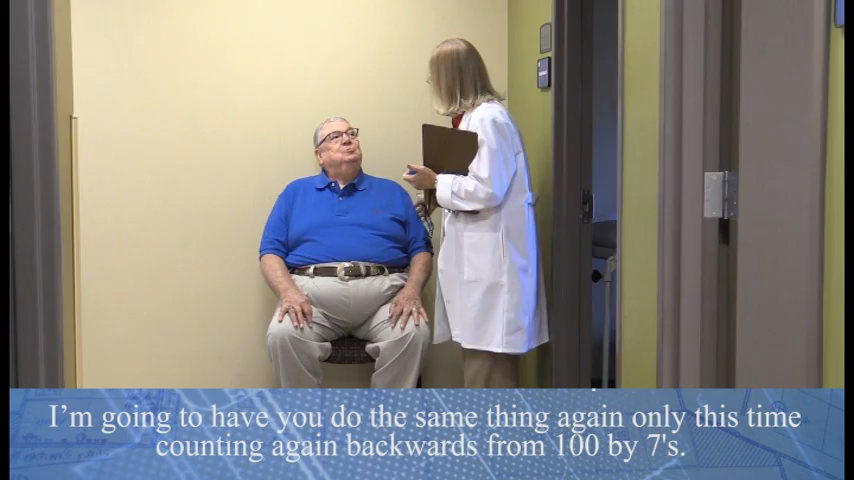 I'm going to have you do the same thing again only this time
counting again backwards from 100 by 7's.